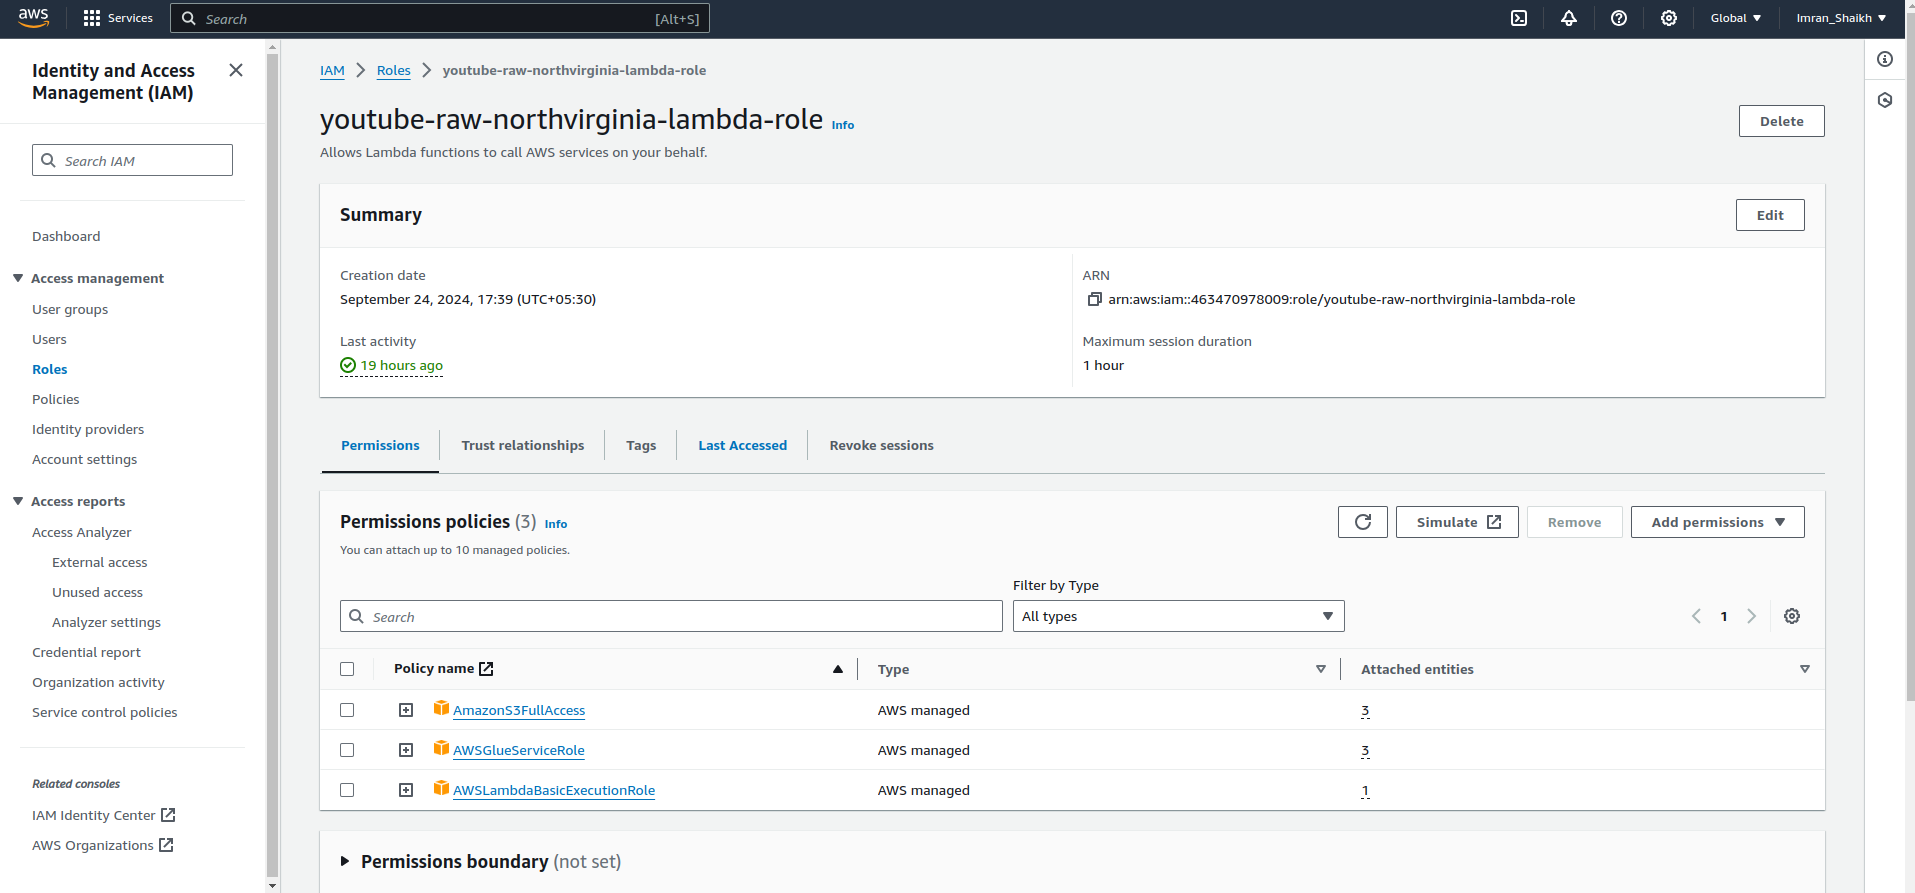 aws
Services
Search
[Alt+S]
Global
Imran_Shaikh
Identity and Access
Management (IAM)
Search IAM
Dashboard
Access management
User groups
Users
Roles
Policies
Identity providers
Account settings
Access reports
Access Analyzer
External access
Unused access
Analyzer settings
Credential report
Organization activity
Service control policies
Related consoles
IAM Identity Center
AWS Organizations
IAM > Roles > youtube-raw-northvirginia-lambda-role
youtube-raw-northvirginia-lambda-role Info
Delete
Allows Lambda functions to call AWS services on your behalf.
Summary
Edit
Creation date
September 24, 2024, 17:39 (UTC+05:30)
ARN
arn:aws:iam::463470978009:role/youtube-raw-northvirginia-lambda-role
Last activity
19 hours ago
Maximum session duration
1 hour
Permissions
Trust relationships
Tags
Last Accessed
Revoke sessions
Permissions policies (3) Info
You can attach up to 10 managed policies.
Simulate
Remove
Add permissions
Filter by Type
Search
All types
1
Policy name
Type
Attached entities
AmazonS3FullAccess
AWS managed
3
AWSGlueServiceRole
AWS managed
3
AWSLambdaBasicExecutionRole
AWS managed
1
Permissions boundary (not set)